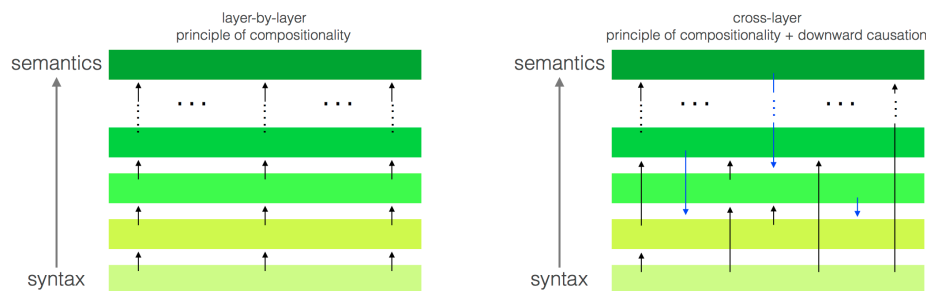 layer-by-layer
principle of compositionality
semantics
syntax
cross-layer
principle of compositionality + downward causation
semantics
syntax